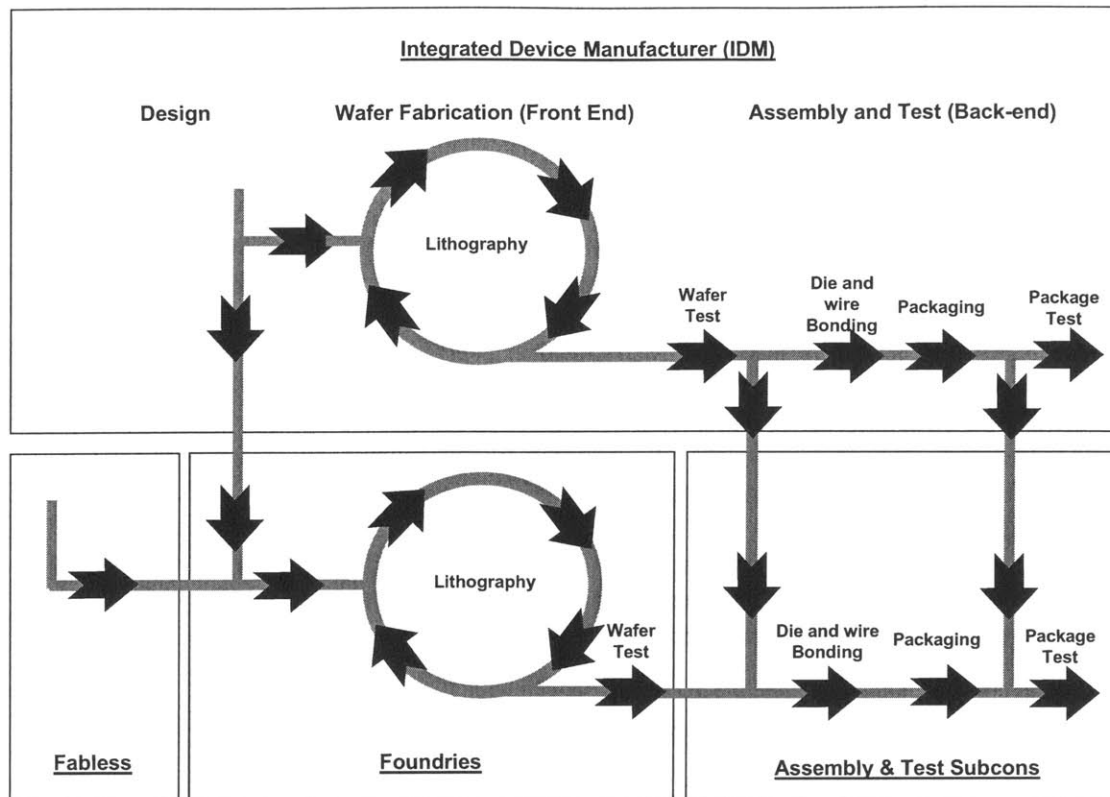 Integrated Device Manufacturer (IDM)
Design
Wafer Fabrication (Front End)
Assembly and Test (Back-end)
Lithography
Wafer
Test
Die and
wire
Bonding
Packaging
Package
Test
Lithography
Wafer
Test
Die and wire
Bonding
Packaging
Package
Test
Fabless
Foundries
Assembly & Test Subcons